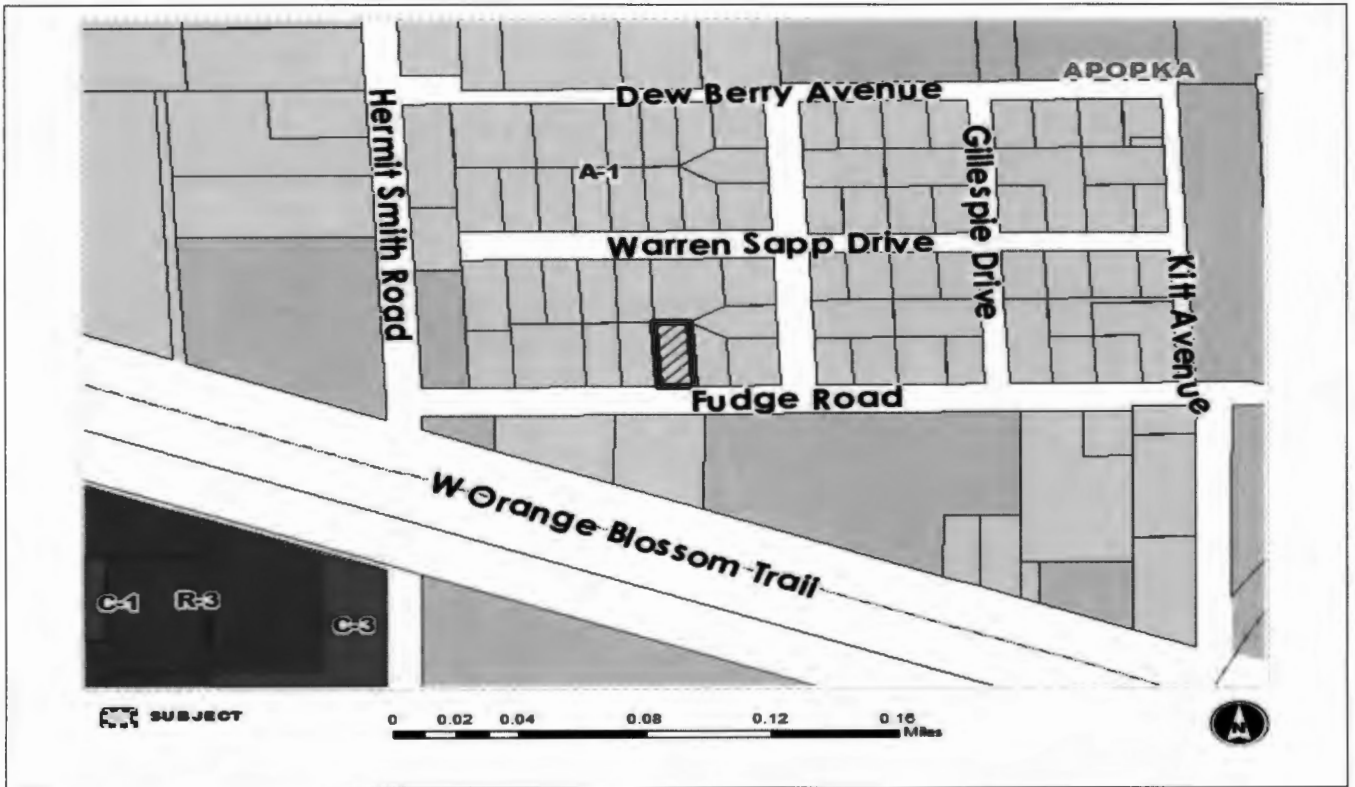 APOPKA
Dew Berry Avenue
Hermit Smith Road
Gillespie Drive
A-1
Warren Sapp Drive
Kitt Avenue
Fudge Road
W Orange Blossom Trail
C-1 R-3
C-3
SUBJECT
0 0.02 0.04 0.08 0.12 0.16
Miles
N